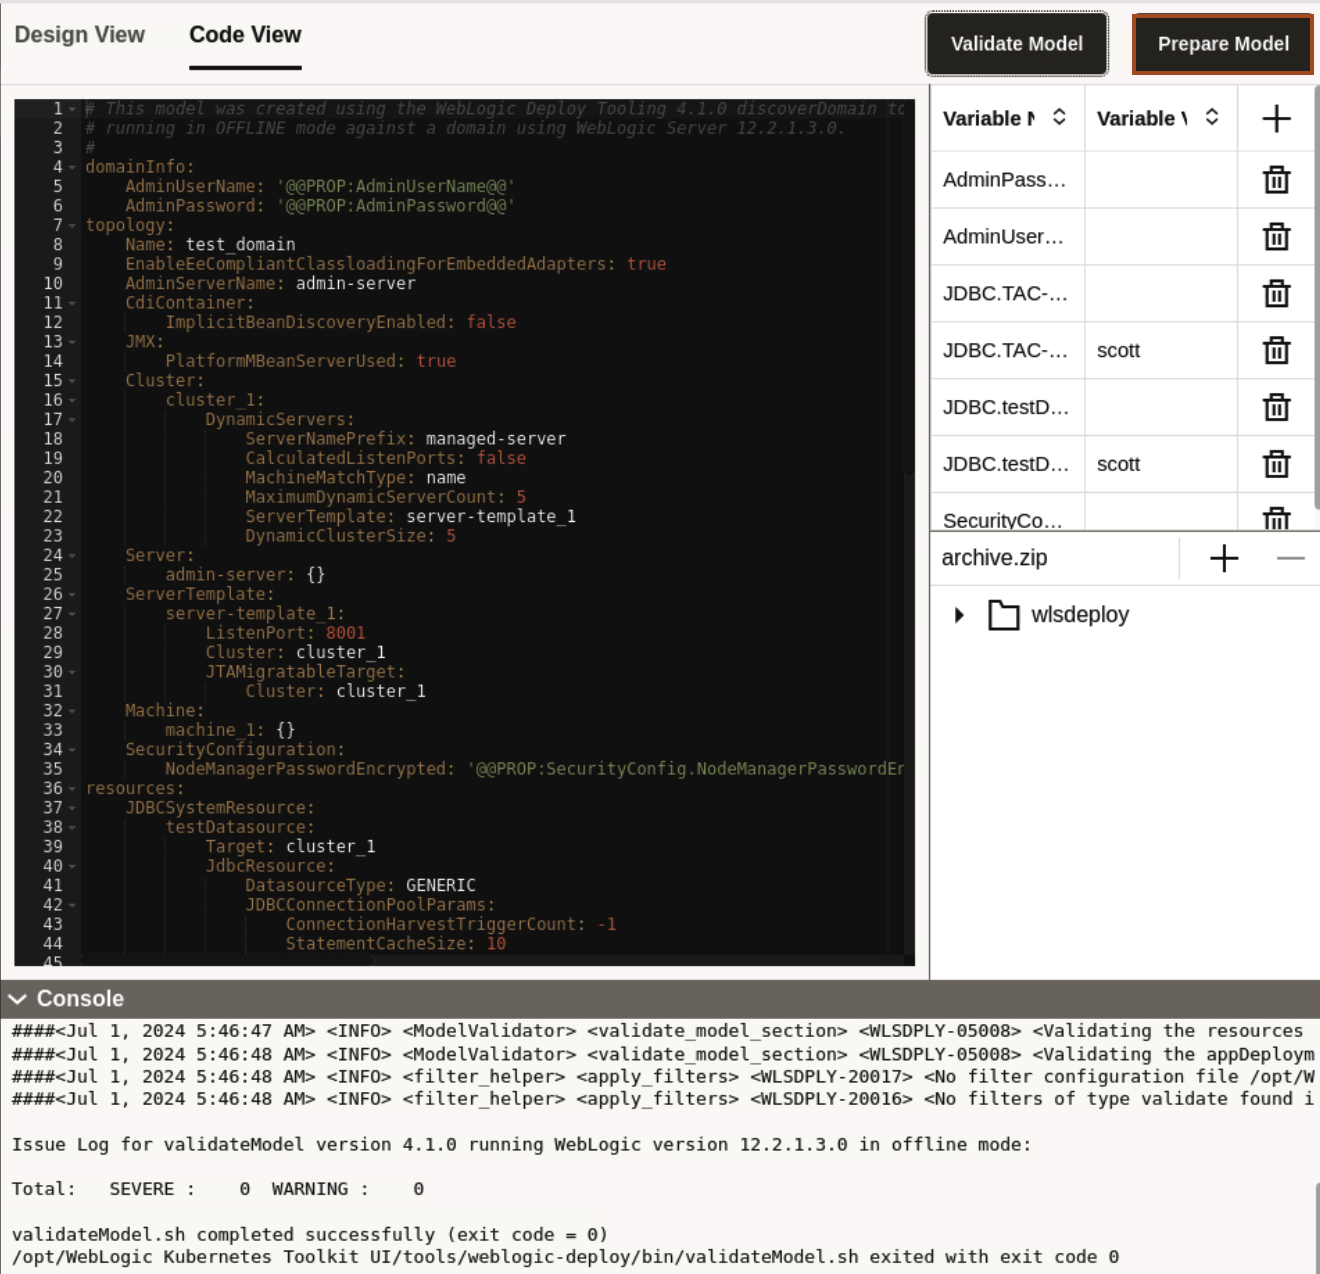 Design View
Code View
Validate Model
Prepare Model
1 # This model was created using the WebLogic Deploy Tooling 4.1.0 discoverDomain to
2 # running in OFFLINE mode against a domain using WebLogic Server 12.2.1.3.0.
3 #
4 domainInfo:
5 AdminUserName: '@@PROP:AdminUserName@@'
6 AdminPassword: '@@PROP:AdminPassword@@'
7 topology:
8 Name: test_domain
9 EnableEeCompliantClassloadingForEmbeddedAdapters: true
10 AdminServerName: admin-server
11 CdiContainer:
12 ImplicitBeanDiscoveryEnabled: false
13 JMX:
14 PlatformMBeanServerUsed: true
15 Cluster:
16 cluster_1:
17 DynamicServers:
18 ServerNamePrefix: managed-server
19 CalculatedListenPorts: false
20 MachineMatchType: name
21 MaximumDynamicServerCount: 5
22 ServerTemplate: server-template_1
23 DynamicClusterSize: 5
24 Server:
25 admin-server: {}
26 ServerTemplate:
27 server-template_1:
28 ListenPort: 8001
29 Cluster: cluster_1
30 JTAMigratableTarget:
31 Cluster: cluster_1
32 Machine:
33 machine_1: {}
34 SecurityConfiguration:
35 NodeManagerPasswordEncrypted: '@@PROP:SecurityConfig.NodeManagerPasswordEn
36 resources:
37 JDBCSystemResource:
38 testDatasource:
39 Target: cluster_1
40 JdbcResource:
41 DatasourceType: GENERIC
42 JDBCConnectionPoolParams:
43 ConnectionHarvestTriggerCount: -1
44 StatementCacheSize: 10
45
Variable N Variable V
AdminPass...
AdminUser...
JDBC.TAC-...
JDBC.TAC-... scott
JDBC.testD...
JDBC.testD... scott
SecurityCo...
archive.zip
wlsdeploy
Console
####<Jul 1, 2024 5:46:47 AM> <INFO> <ModelValidator> <validate_model_section> <WLSDPLY-05008> <Validating the resources
####<Jul 1, 2024 5:46:48 AM> <INFO> <ModelValidator> <validate_model_section> <WLSDPLY-05008> <Validating the appDeploym
####<Jul 1, 2024 5:46:48 AM> <INFO> <filter_helper> <apply_filters> <WLSDPLY-20017> <No filter configuration file /opt/W
####<Jul 1, 2024 5:46:48 AM> <INFO> <filter_helper> <apply_filters> <WLSDPLY-20016> <No filters of type validate found i
Issue Log for validateModel version 4.1.0 running WebLogic version 12.2.1.3.0 in offline mode:
Total: SEVERE : 0 WARNING : 0
validateModel.sh completed successfully (exit code = 0)
/opt/WebLogic Kubernetes Toolkit UI/tools/weblogic-deploy/bin/validateModel.sh exited with exit code 0